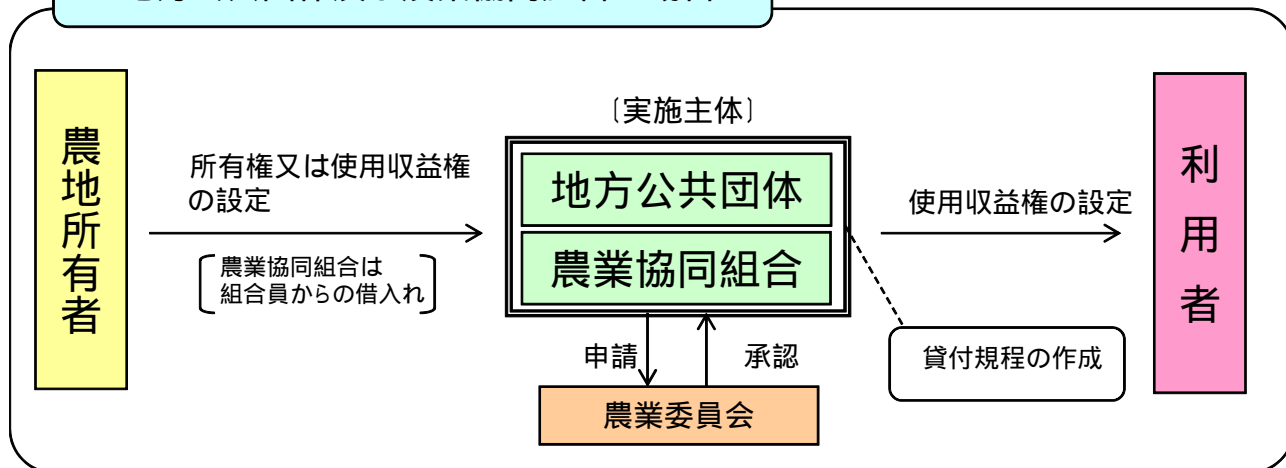 農地所有者
所有権又は使用収益権
の設定
農業協同組合は
組合員からの借入れ
〔実施主体〕
地方公共団体
農業協同組合
申請
承認
農業委員会
使用収益権の設定
貸付規程の作成
利用者